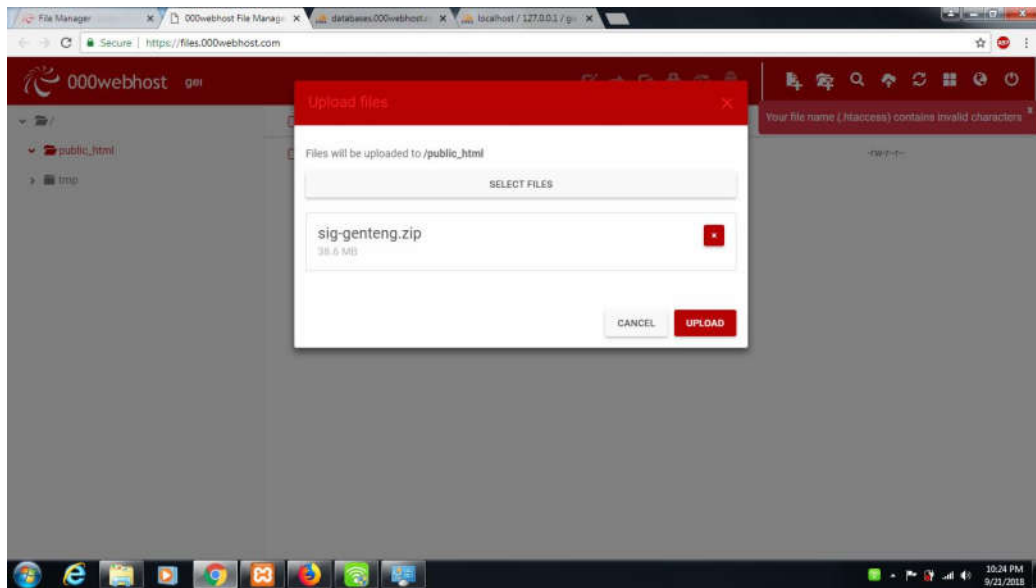 File Manager
000webhost File Manag
databases.000webhost.c
localhost / 127.0.0.1 / g
Secure | https://files.000webhost.com
000webhost
Upload files
Your file name (.htaccess) contains invalid characters
/
public_html
tmp
Files will be uploaded to /public_html
-rw-r--r--
SELECT FILES
sig-genteng.zip
38.6 MB
CANCEL UPLOAD
10:24 PM
9/21/2018